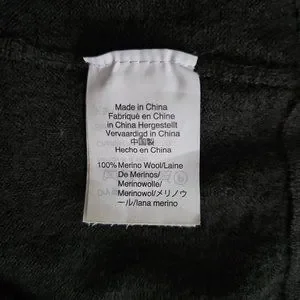 Made in China
Fabriqué en Chine
in China Hergestellt
Vervaardigd in China
中国製
Hecho en China
100% Merino Wool/Laine
De Merinos/
Merinowolle/
Merinowol/メリノウ
ール/lana merino